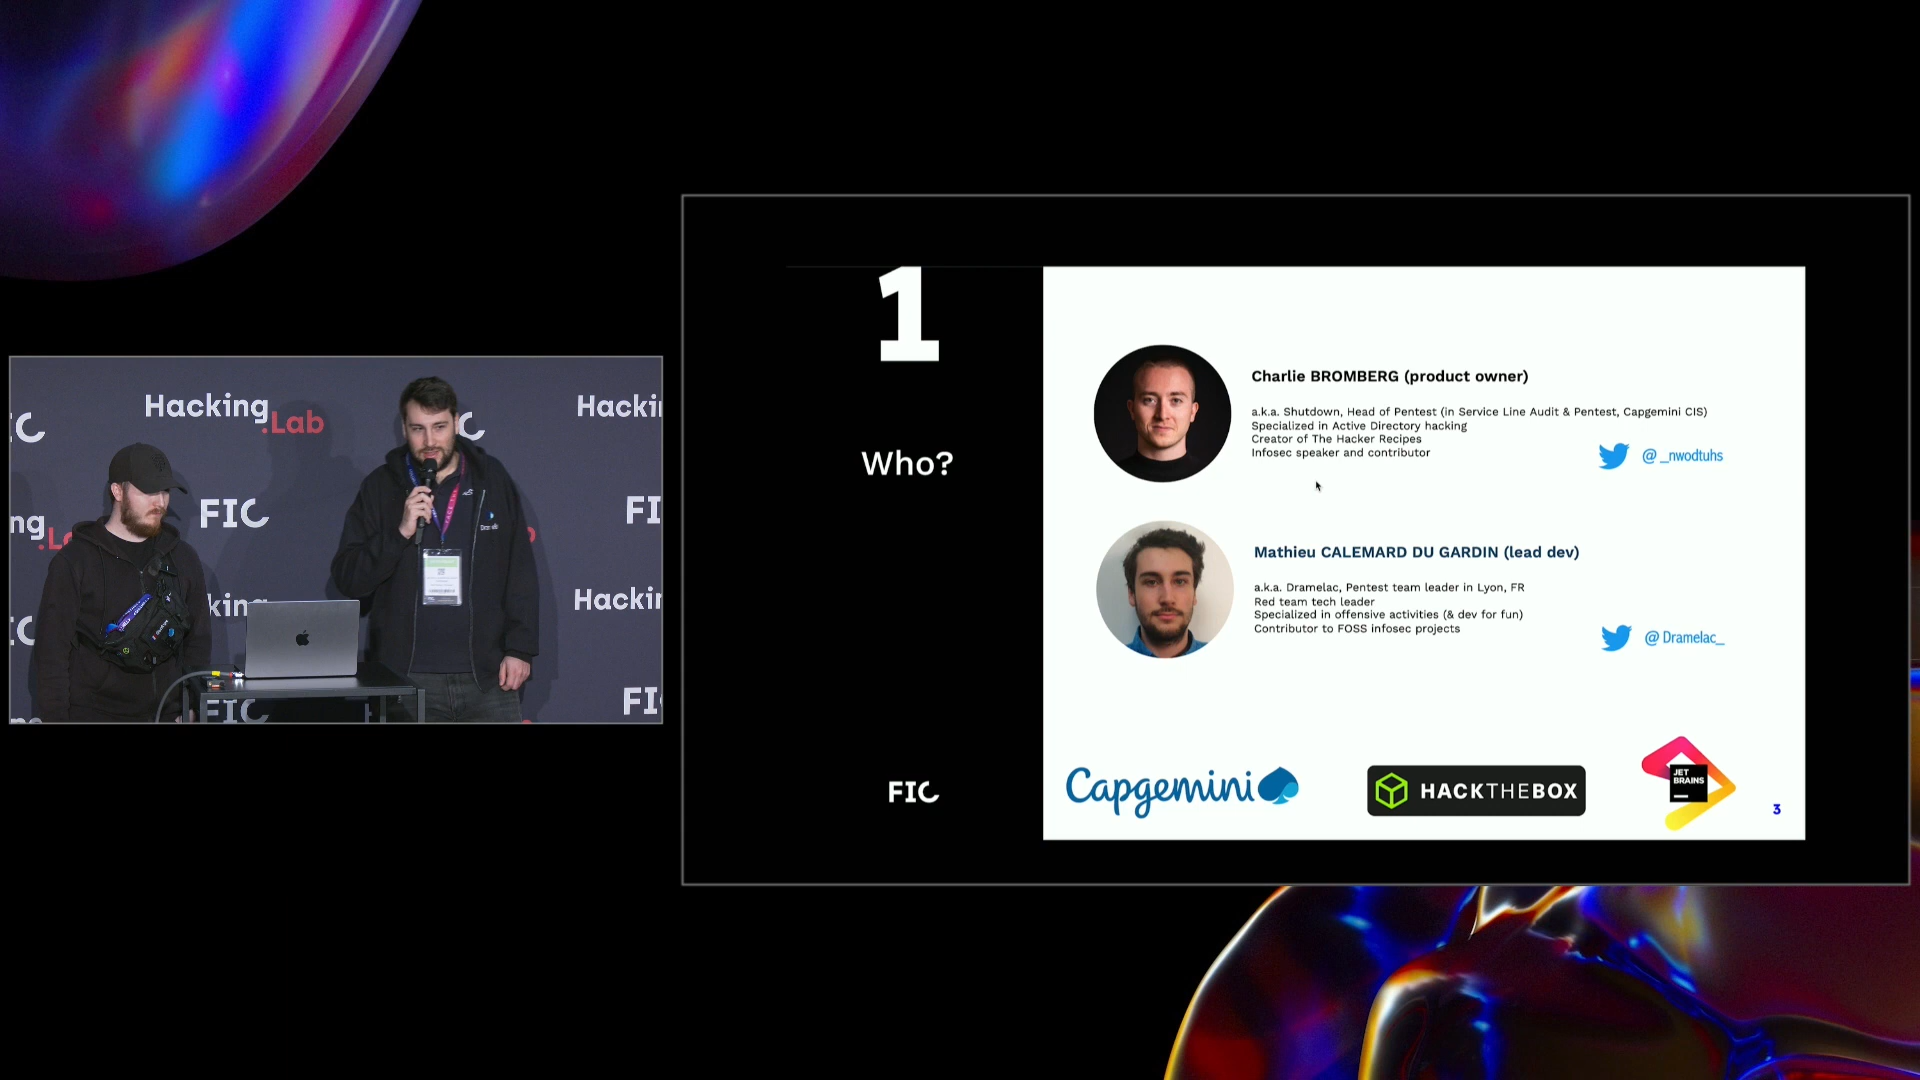 Hacking
.Lab
Hacki
FIC
FI
Hackin
FIC
FI
1
Who?
FIC
Charlie BROMBERG (product owner)
a.k.a. Shutdown, Head of Pentest (in Service Line Audit & Pentest, Capgemini CIS)
Specialized in Active Directory hacking
Creator of The Hacker Recipes
Infosec speaker and contributor
@ _nwodtuhs
Mathieu CALEMARD DU GARDIN (lead dev)
a.k.a. Dramelac, Pentest team leader in Lyon, FR
Red team tech leader
Specialized in offensive activities (& dev for fun)
Contributor to FOSS infosec projects
@ Dramelac_
Capgemini
HACKTHEBOX
JET
BRAINS
3